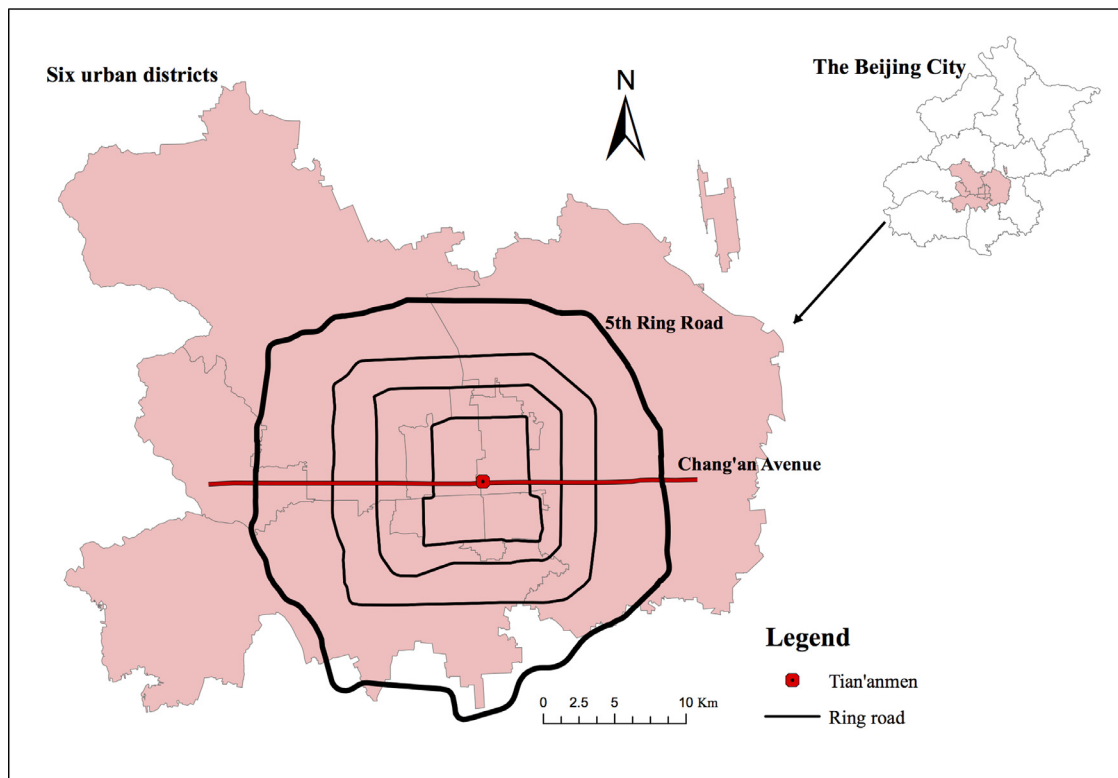 Six urban districts
The Beijing City
N
5th Ring Road
Chang'an Avenue
Legend
Tian'anmen
Ring road
0 2.5 5 10 Km